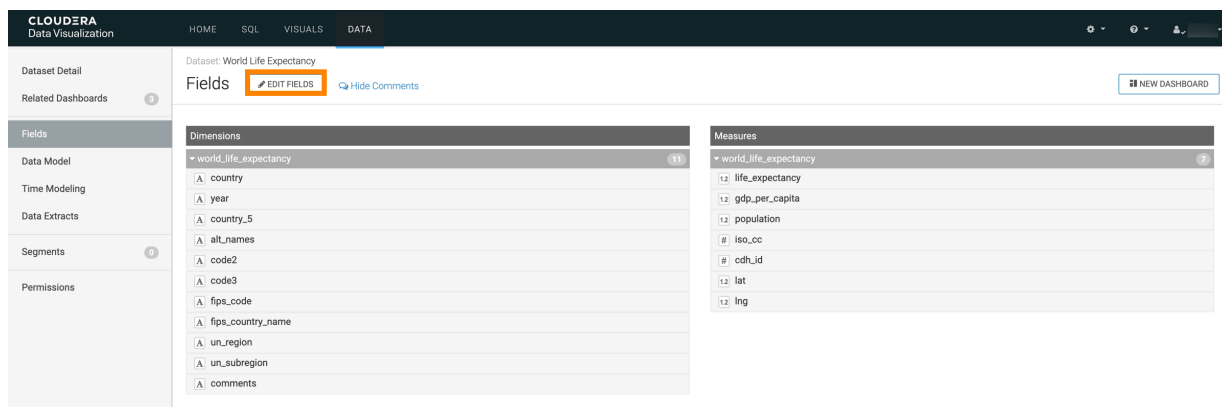 CLOUDERA
Data Visualization
HOME SQL VISUALS DATA
Dataset Detail
Related Dashboards 3
Fields
Data Model
Time Modeling
Data Extracts
Segments 0
Permissions
Dataset: World Life Expectancy
Fields EDIT FIELDS Hide Comments
NEW DASHBOARD
Dimensions
world_life_expectancy 11
A country
A year
A country_5
A alt_names
A code2
A code3
A fips_code
A fips_country_name
A un_region
A un_subregion
A comments
Measures
world_life_expectancy 7
1.2 life_expectancy
1.2 gdp_per_capita
1.2 population
# iso_cc
# cdh_id
1.2 lat
1.2 lng